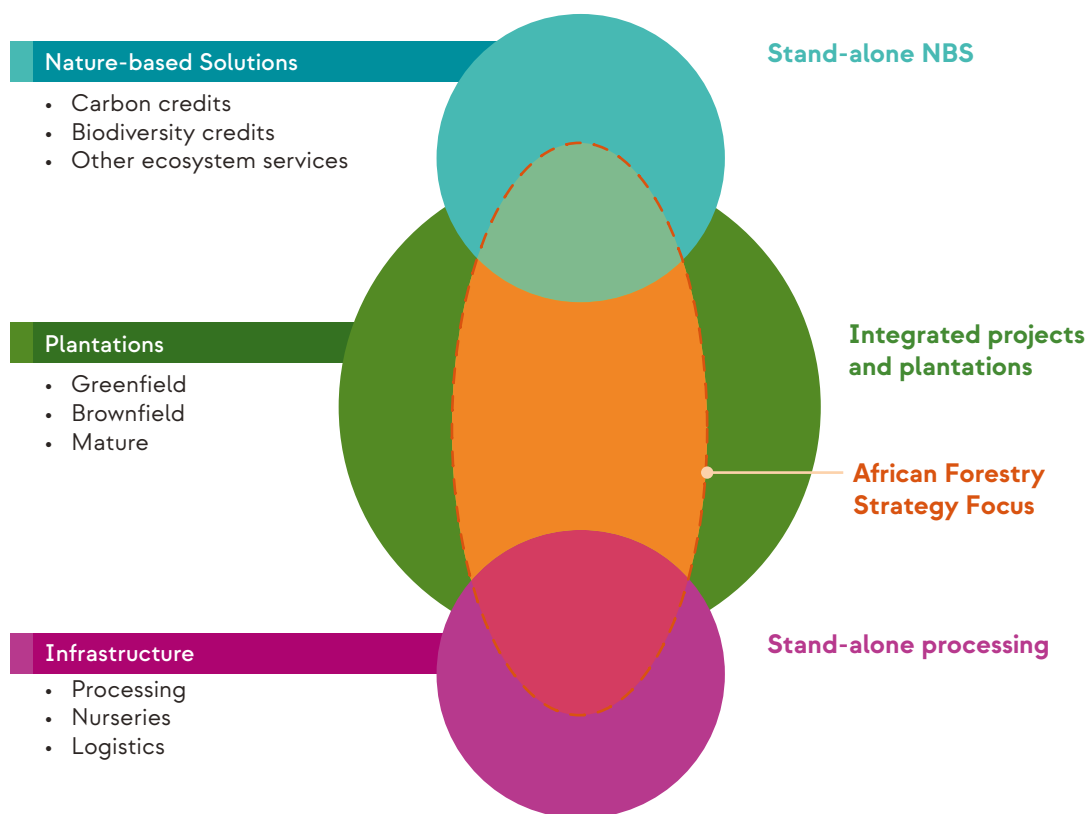 Nature-based Solutions
• Carbon credits
• Biodiversity credits
• Other ecosystem services
Stand-alone NBS
Plantations
• Greenfield
• Brownfield
• Mature
Integrated projects
and plantations
African Forestry
Strategy Focus
Infrastructure
• Processing
• Nurseries
• Logistics
Stand-alone processing